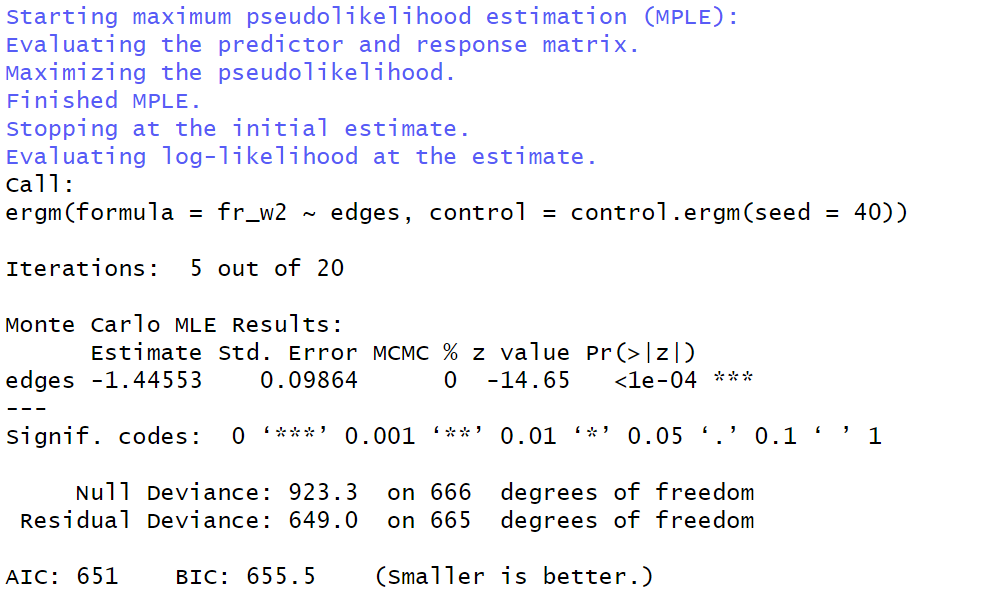 Starting maximum pseudolikelihood estimation (MPLE):
Evaluating the predictor and response matrix.
Maximizing the pseudolikelihood.
Finished MPLE.
Stopping at the initial estimate.
Evaluating log-likelihood at the estimate.
Call:
ergm(formula = fr_w2 ~ edges, control = control.ergm(seed = 40))
Iterations:  5 out of 20
Monte Carlo MLE Results:
      Estimate Std. Error MCMC % z value Pr(>|z|)
edges -1.44553    0.09864      0  -14.65   <1e-04 ***
---
Signif. codes:  0 ‘***’ 0.001 ‘**’ 0.01 ‘*’ 0.05 ‘.’ 0.1 ‘ ’ 1
     Null Deviance: 923.3  on 666  degrees of freedom
 Residual Deviance: 649.0  on 665  degrees of freedom
AIC: 651    BIC: 655.5    (Smaller is better.)